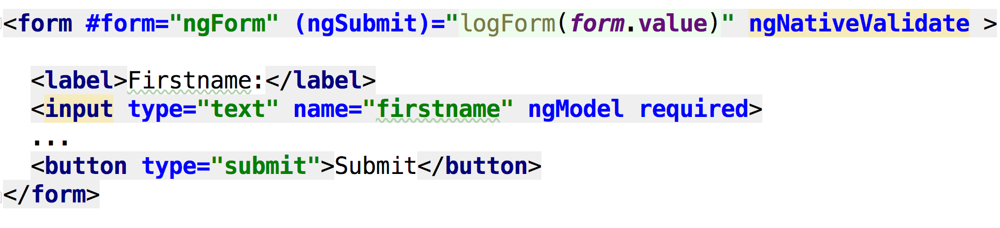 <form #form="ngForm" (ngSubmit)="logForm(form.value)" ngNativeValidate >
<label>Firstname:</label>
<input type="text" name="firstname" ngModel required>
...
<button type="submit">Submit</button>
</form>